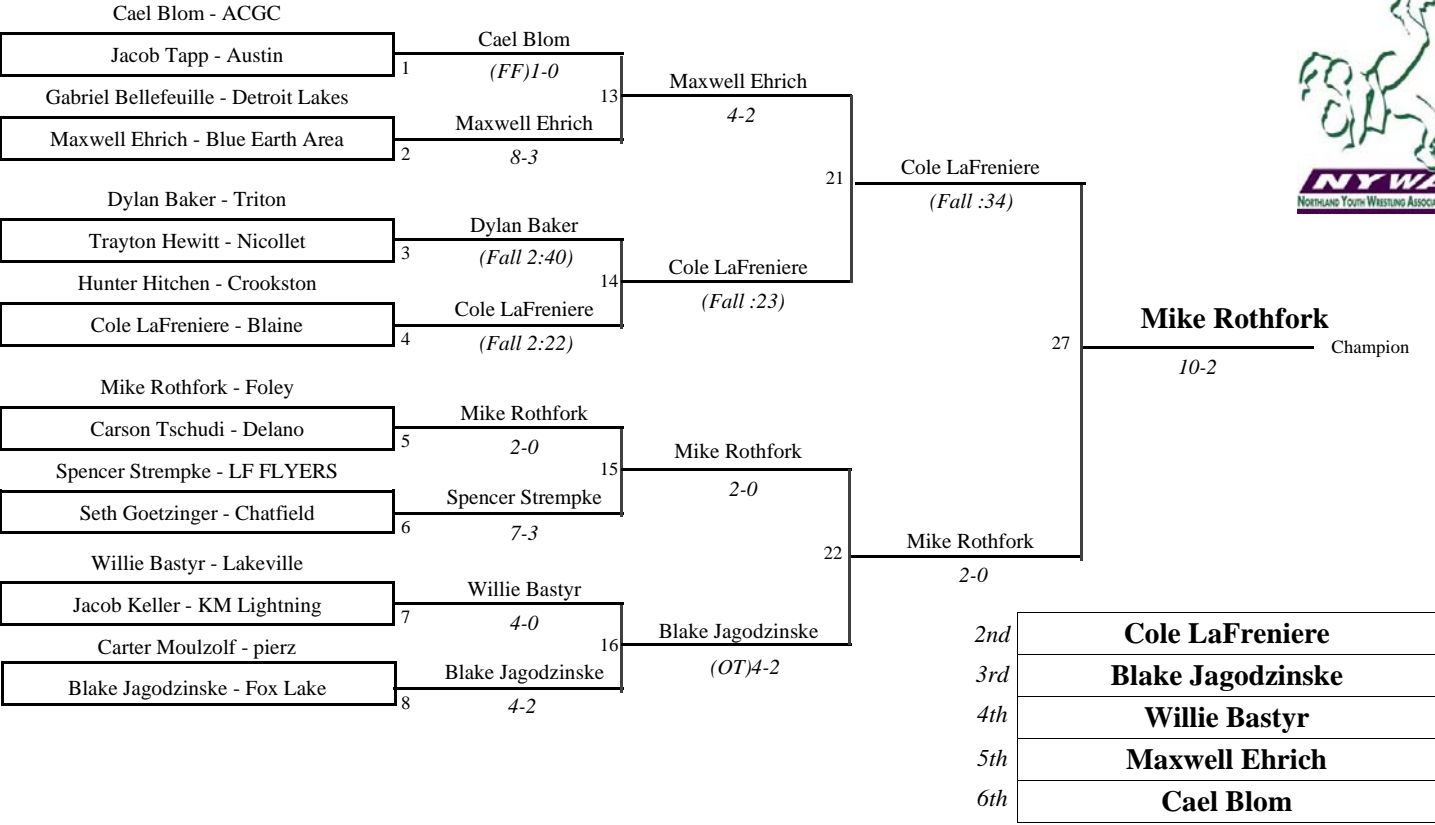 Cael Blom - ACGC
Jacob Tapp - Austin
1
Gabriel Bellefeuille - Detroit Lakes
Maxwell Ehrich - Blue Earth Area
2
Dylan Baker - Triton
Trayton Hewitt - Nicollet
3
Hunter Hitchen - Crookston
Cole LaFreniere - Blaine
4
Mike Rothfork - Foley
Carson Tschudi - Delano
5
Spencer Strempke - LF FLYERS
Seth Goetzinger - Chatfield
6
Willie Bastyr - Lakeville
Jacob Keller - KM Lightning
7
Carter Moulzolf - pierz
Blake Jagodzinske - Fox Lake
8
Cael Blom
(FF)1-0
13
Maxwell Ehrich
8-3
Dylan Baker
(Fall 2:40)
14
Cole LaFreniere
(Fall 2:22)
Mike Rothfork
2-0
15
Spencer Strempke
7-3
Willie Bastyr
4-0
16
Blake Jagodzinske
4-2
Maxwell Ehrich
4-2
21
Cole LaFreniere
(Fall :23)
Mike Rothfork
2-0
22
Blake Jagodzinske
(OT)4-2
Cole LaFreniere
(Fall :34)
27
Mike Rothfork
2-0
Mike Rothfork
Champion
10-2
NYWA
NORTHLAND YOUTH WRESTLING
2nd Cole LaFreniere
3rd Blake Jagodzinske
4th Willie Bastyr
5th Maxwell Ehrich
6th Cael Blom